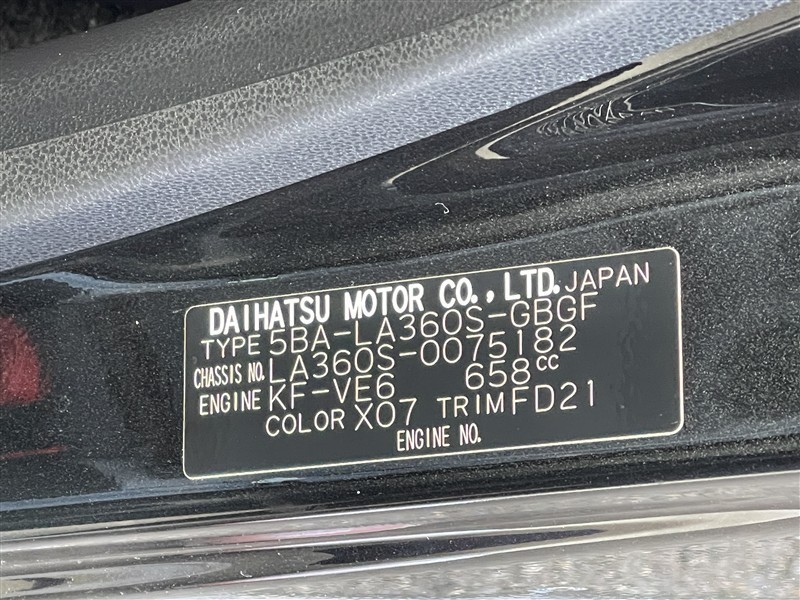 DAIHATSU MOTOR CO., LTD. JAPAN
TYPE 5BA-LA360S-GBGF
CHASSIS NO. LA360S-0075182
ENGINE KF-VE6 658cc
COLOR X07 TRIM FD21
ENGINE NO.